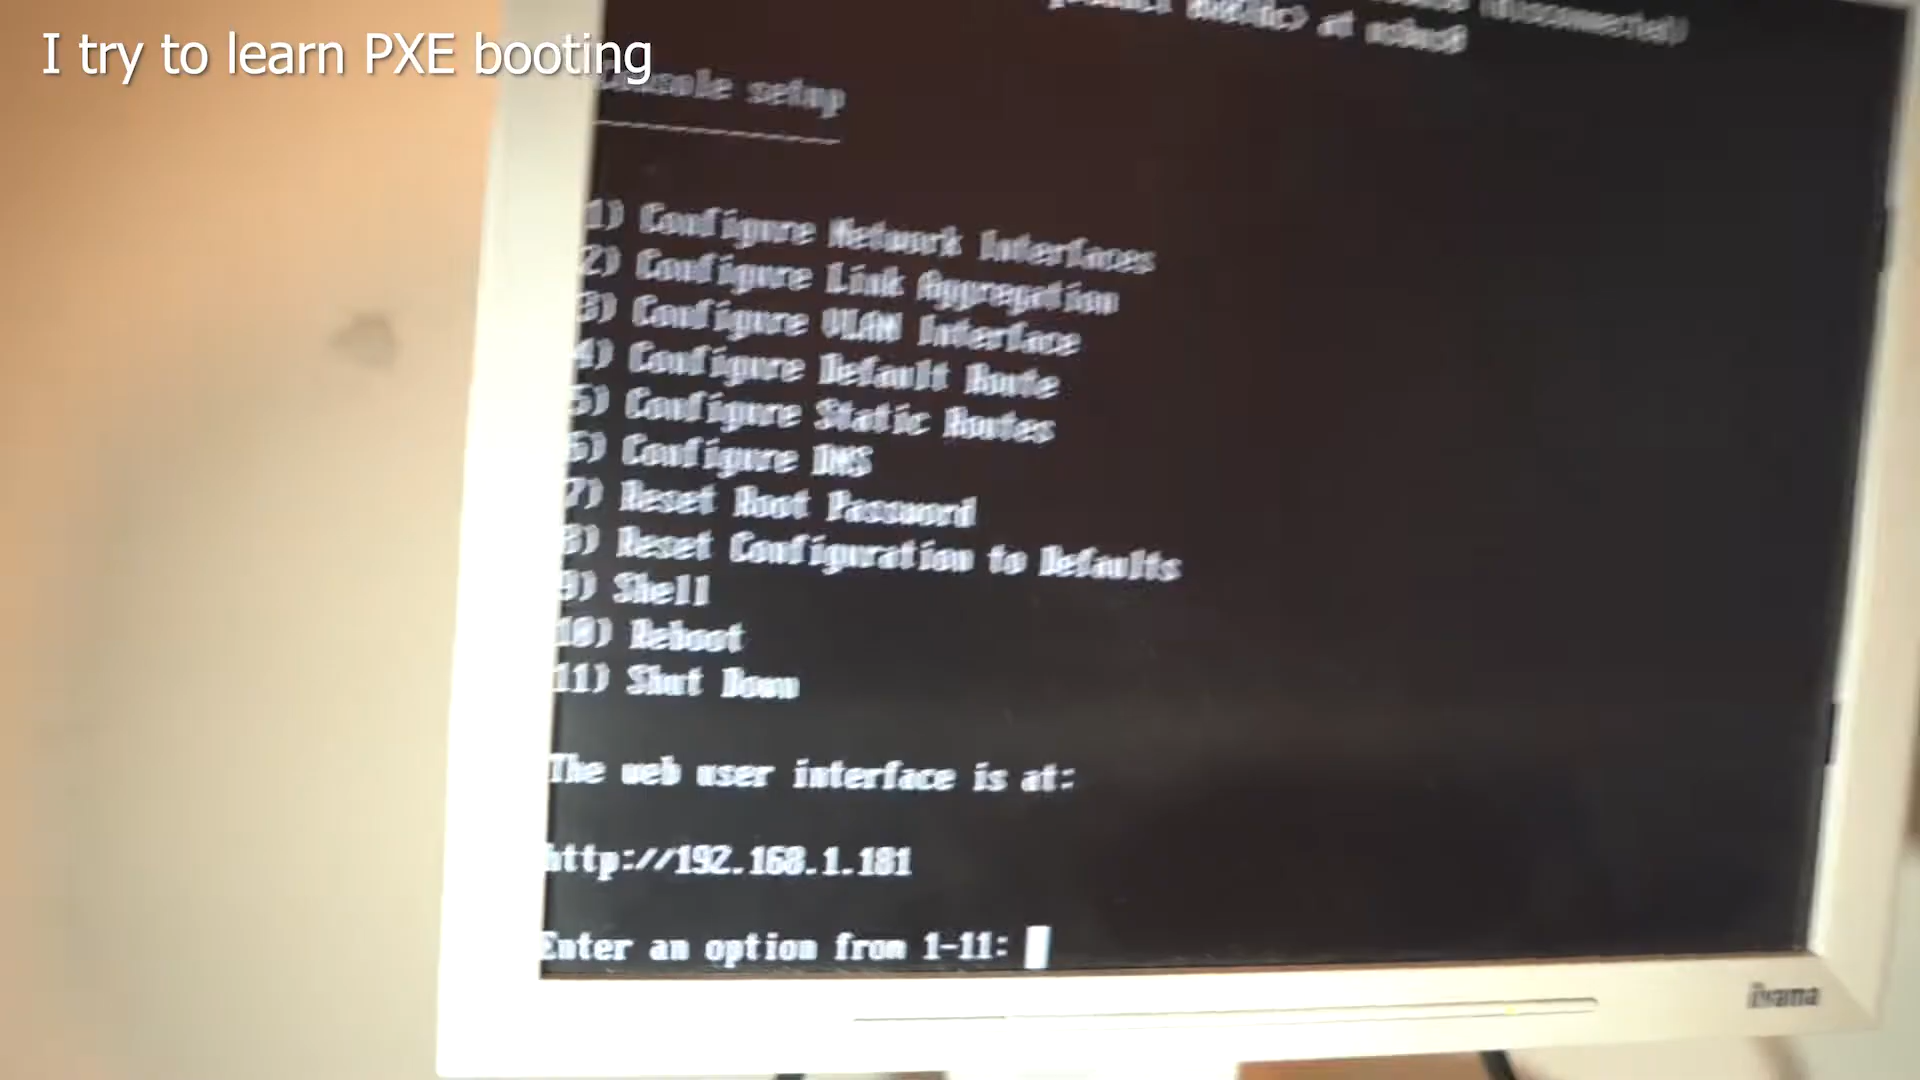 I try to learn PXE booting
(disconnected)
at uhub0
Console setup
-------------
1) Configure Network Interfaces
2) Configure Link Aggregation
3) Configure VLAN Interface
4) Configure Default Route
5) Configure Static Routes
6) Configure DNS
7) Reset Root Password
8) Reset Configuration to Defaults
9) Shell
10) Reboot
11) Shut Down
The web user interface is at:
http://192.168.1.181
Enter an option from 1-11:
iiyama